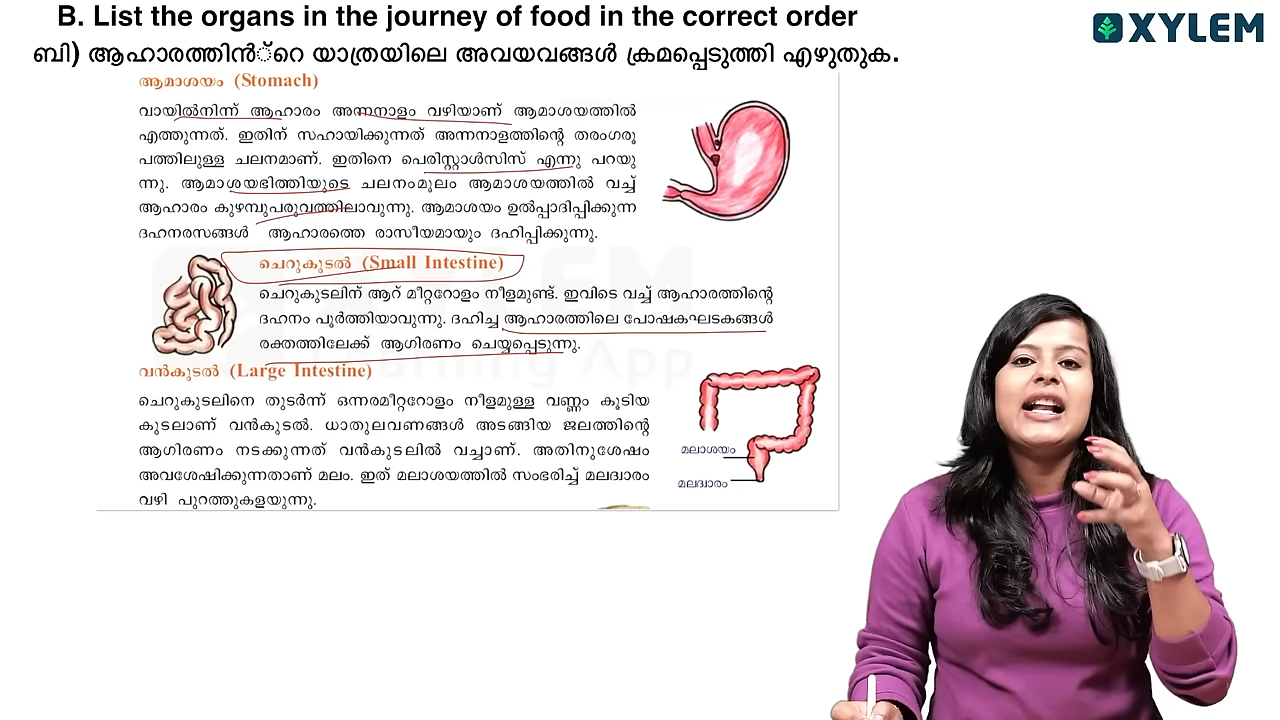 B. List the organs in the journey of food in the correct order
XYLEM
ബി) ആഹാരത്തിൻ്റെ യാത്രയിലെ അവയവങ്ങൾ ക്രമപ്പെടുത്തി എഴുതുക.
ആമാശയം (Stomach)
വായിൽനിന്ന് ആഹാരം അന്നനാളം വഴിയാണ് ആമാശയത്തിൽ
എത്തുന്നത്. ഇതിന് സഹായിക്കുന്നത് അന്നനാളത്തിന്റെ തരംഗരൂ
പത്തിലുള്ള ചലനമാണ്. ഇതിനെ പെരിസ്റ്റാൾസിസ് എന്നു പറയു
ന്നു. ആമാശയഭിത്തിയുടെ ചലനംമൂലം ആമാശയത്തിൽ വച്ച്
ആഹാരം കുഴമ്പുപരുവത്തിലാവുന്നു. ആമാശയം ഉൽപ്പാദിപ്പിക്കുന്ന
ദഹനരസങ്ങൾ ആഹാരത്തെ രാസീയമായും ദഹിപ്പിക്കുന്നു.
ചെറുകുടൽ (Small Intestine)
ചെറുകുടലിന് ആറ് മീറ്ററോളം നീളമുണ്ട്. ഇവിടെ വച്ച് ആഹാരത്തിന്റെ
ദഹനം പൂർത്തിയാവുന്നു. ദഹിച്ച ആഹാരത്തിലെ പോഷകഘടകങ്ങൾ
രക്തത്തിലേക്ക് ആഗിരണം ചെയ്യപ്പെടുന്നു.
വൻകുടൽ (Large Intestine)
ചെറുകുടലിനെ തുടർന്ന് ഒന്നരമീറ്ററോളം നീളമുള്ള വണ്ണം കൂടിയ
കുടലാണ് വൻകുടൽ. ധാതുലവണങ്ങൾ അടങ്ങിയ ജലത്തിന്റെ
ആഗിരണം നടക്കുന്നത് വൻകുടലിൽ വച്ചാണ്. അതിനുശേഷം
അവശേഷിക്കുന്നതാണ് മലം. ഇത് മലാശയത്തിൽ സംഭരിച്ച് മലദ്വാരം
വഴി പുറത്തുകളയുന്നു.
മലാശയം
മലദ്വാരം